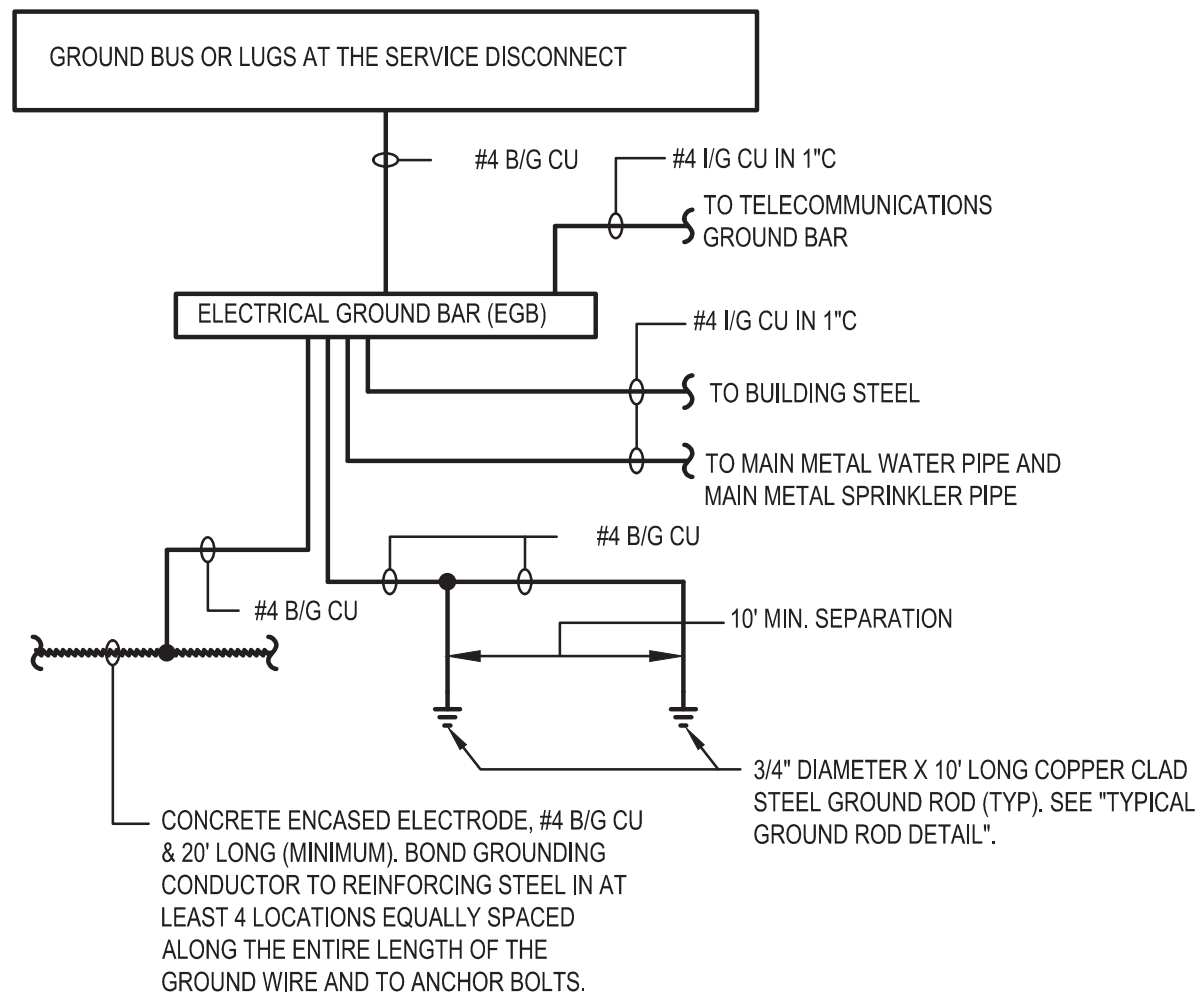 GROUND BUS OR LUGS AT THE SERVICE DISCONNECT
#4 B/G CU
#4 I/G CU IN 1"C
TO TELECOMMUNICATIONS
GROUND BAR
ELECTRICAL GROUND BAR (EGB)
#4 I/G CU IN 1"C
TO BUILDING STEEL
TO MAIN METAL WATER PIPE AND
MAIN METAL SPRINKLER PIPE
#4 B/G CU
#4 B/G CU
10' MIN. SEPARATION
3/4" DIAMETER X 10' LONG COPPER CLAD
STEEL GROUND ROD (TYP). SEE "TYPICAL
GROUND ROD DETAIL".
CONCRETE ENCASED ELECTRODE, #4 B/G CU
& 20' LONG (MINIMUM). BOND GROUNDING
CONDUCTOR TO REINFORCING STEEL IN AT
LEAST 4 LOCATIONS EQUALLY SPACED
ALONG THE ENTIRE LENGTH OF THE
GROUND WIRE AND TO ANCHOR BOLTS.